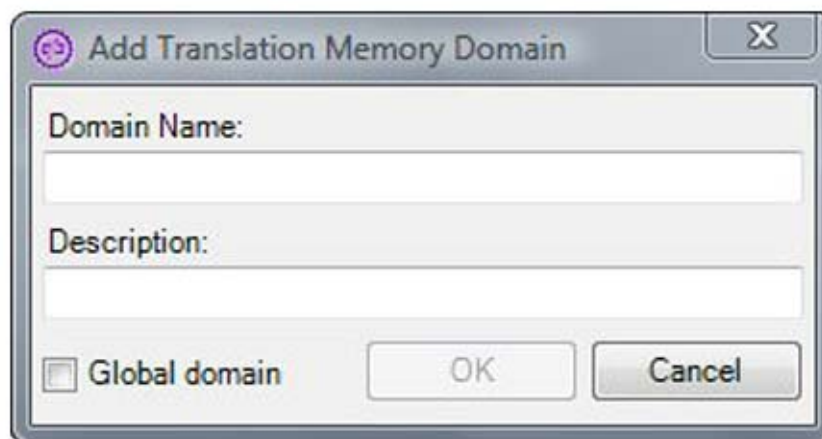 Add Translation Memory Domain
Domain Name:
Description:
Global domain OK Cancel